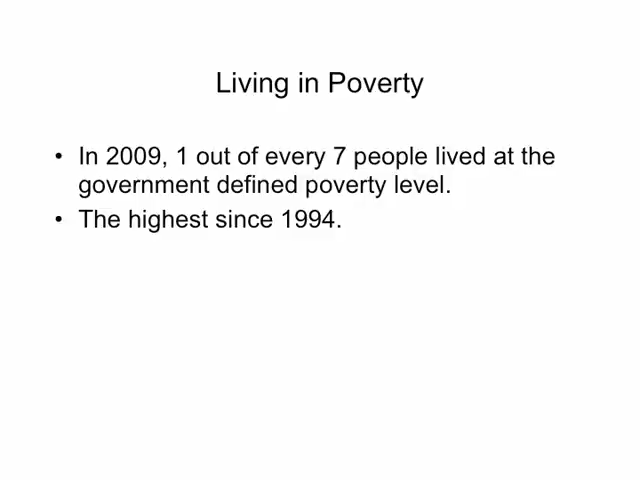 Living in Poverty
• In 2009, 1 out of every 7 people lived at the
government defined poverty level.
• The highest since 1994.